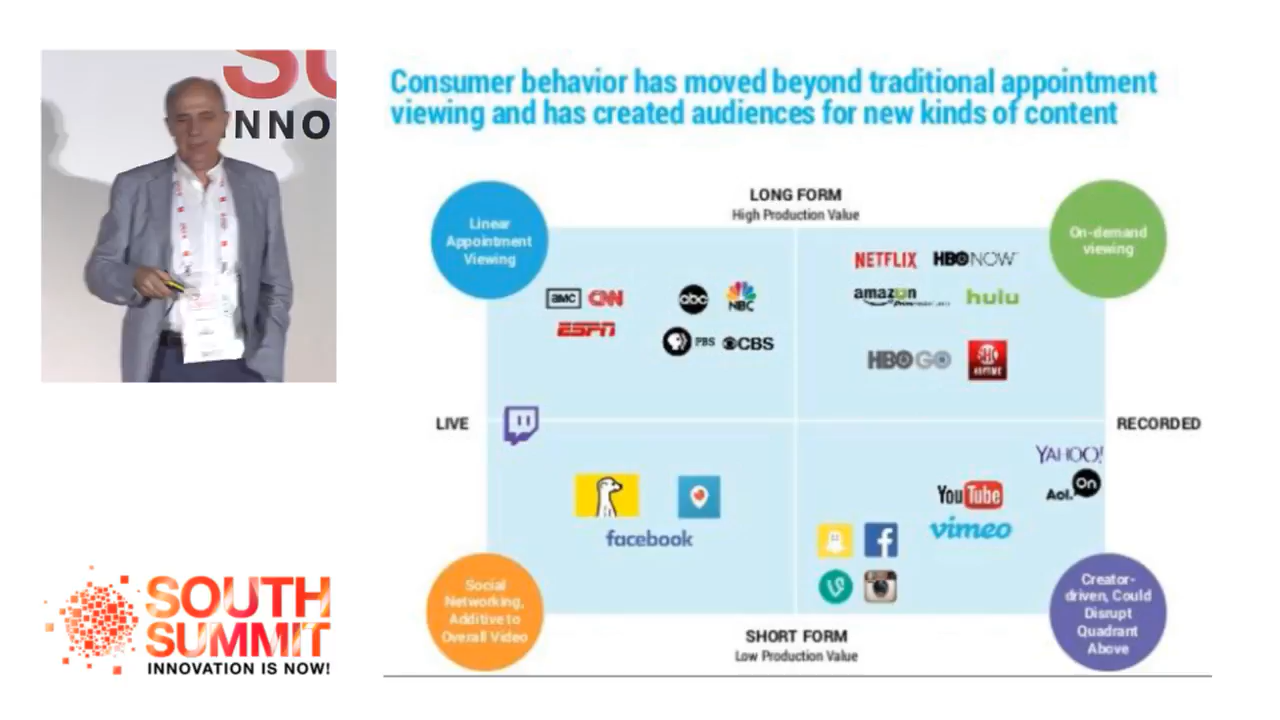 SU
INNO
Consumer behavior has moved beyond traditional appointment
viewing and has created audiences for new kinds of content
LONG FORM
High Production Value
Linear
Appointment
Viewing
On-demand
viewing
NETFLIX HBO NOW
amazon hulu
HBO GO SHO
amc CNN abc NBC
ESPN PBS CBS
LIVE
RECORDED
YAHOO!
Aol. On
YouTube
vimeo
facebook
f
Social
Networking,
Additive to
Overall Video
Creator-
driven, Could
Disrupt
Quadrant
Above
SHORT FORM
Low Production Value
SOUTH
SUMMIT
INNOVATION IS NOW!